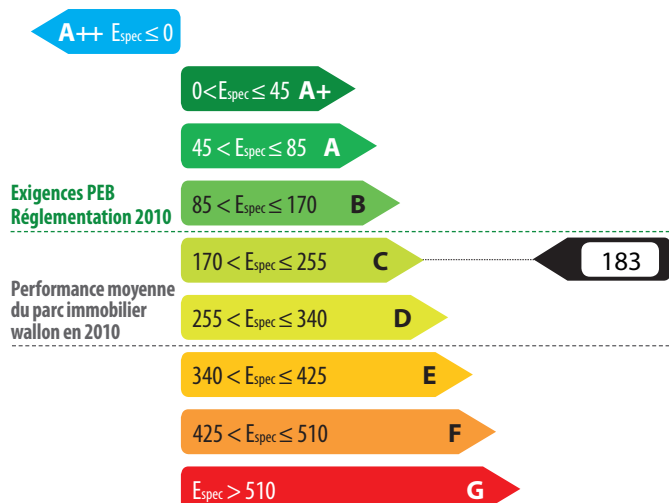 A++ Espec ≤ 0
0<Espec ≤ 45 A+
45 < Espec ≤ 85 A
Exigences PEB
Réglementation 2010
85 < Espec ≤ 170 B
170 < Espec ≤ 255 C
183
Performance moyenne
du parc immobilier
wallon en 2010
255 < Espec ≤ 340 D
340 < Espec ≤ 425 E
425 < Espec ≤ 510 F
Espec > 510 G